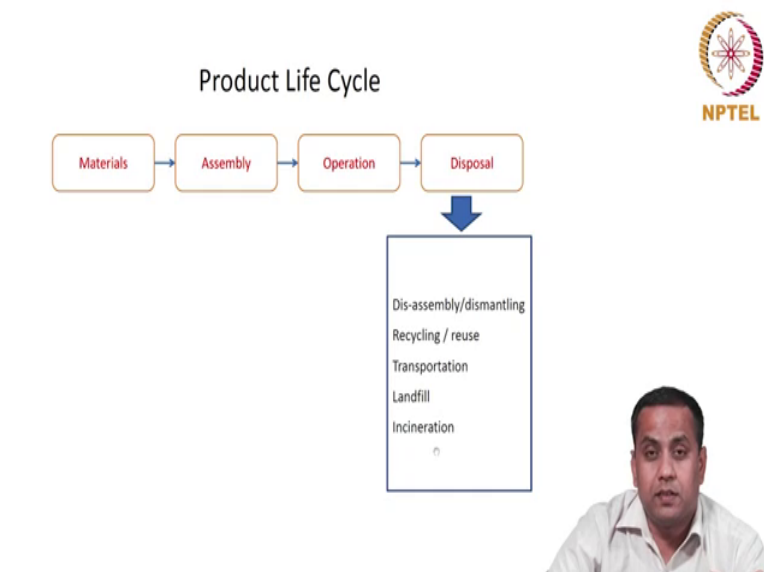 NPTEL
Product Life Cycle
Materials
Assembly
Operation
Disposal
Dis-assembly/dismantling
Recycling / reuse
Transportation
Landfill
Incineration